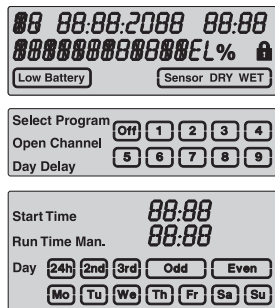 88 88:88:2088 88:88
Low Battery Sensor DRY WET
Select Program Off 1 2 3 4
Open Channel
Day Delay 5 6 7 8 9
Start Time 88:88
Run Time Man. 88:88
Day 24h 2nd 3rd Odd Even
Mo Tu We Th Fr Sa Su